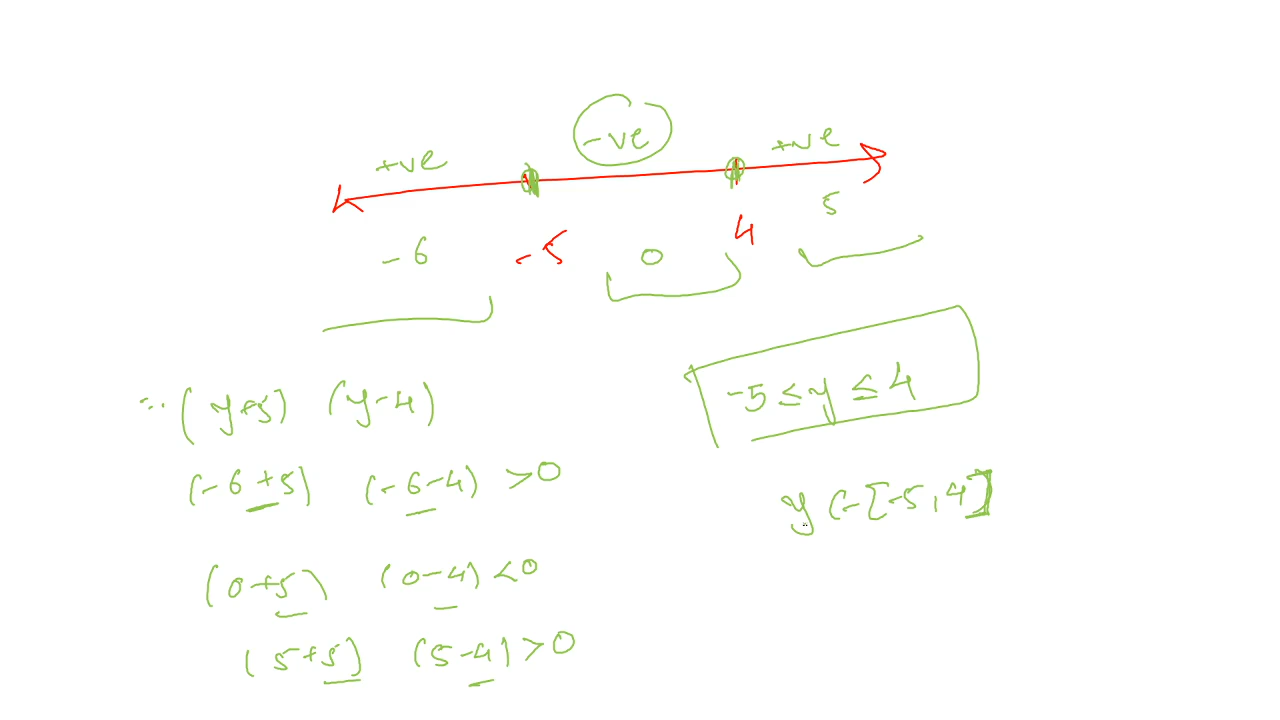 -ve
+ve +ve
5
-6 -5 0 4
∵ (y+5) (y-4)
-5 ≤ y ≤ 4
(-6+5) (-6-4) >0
y ∈ [-5,4]
(0+5) (0-4) <0
(5+5) (5-4) >0